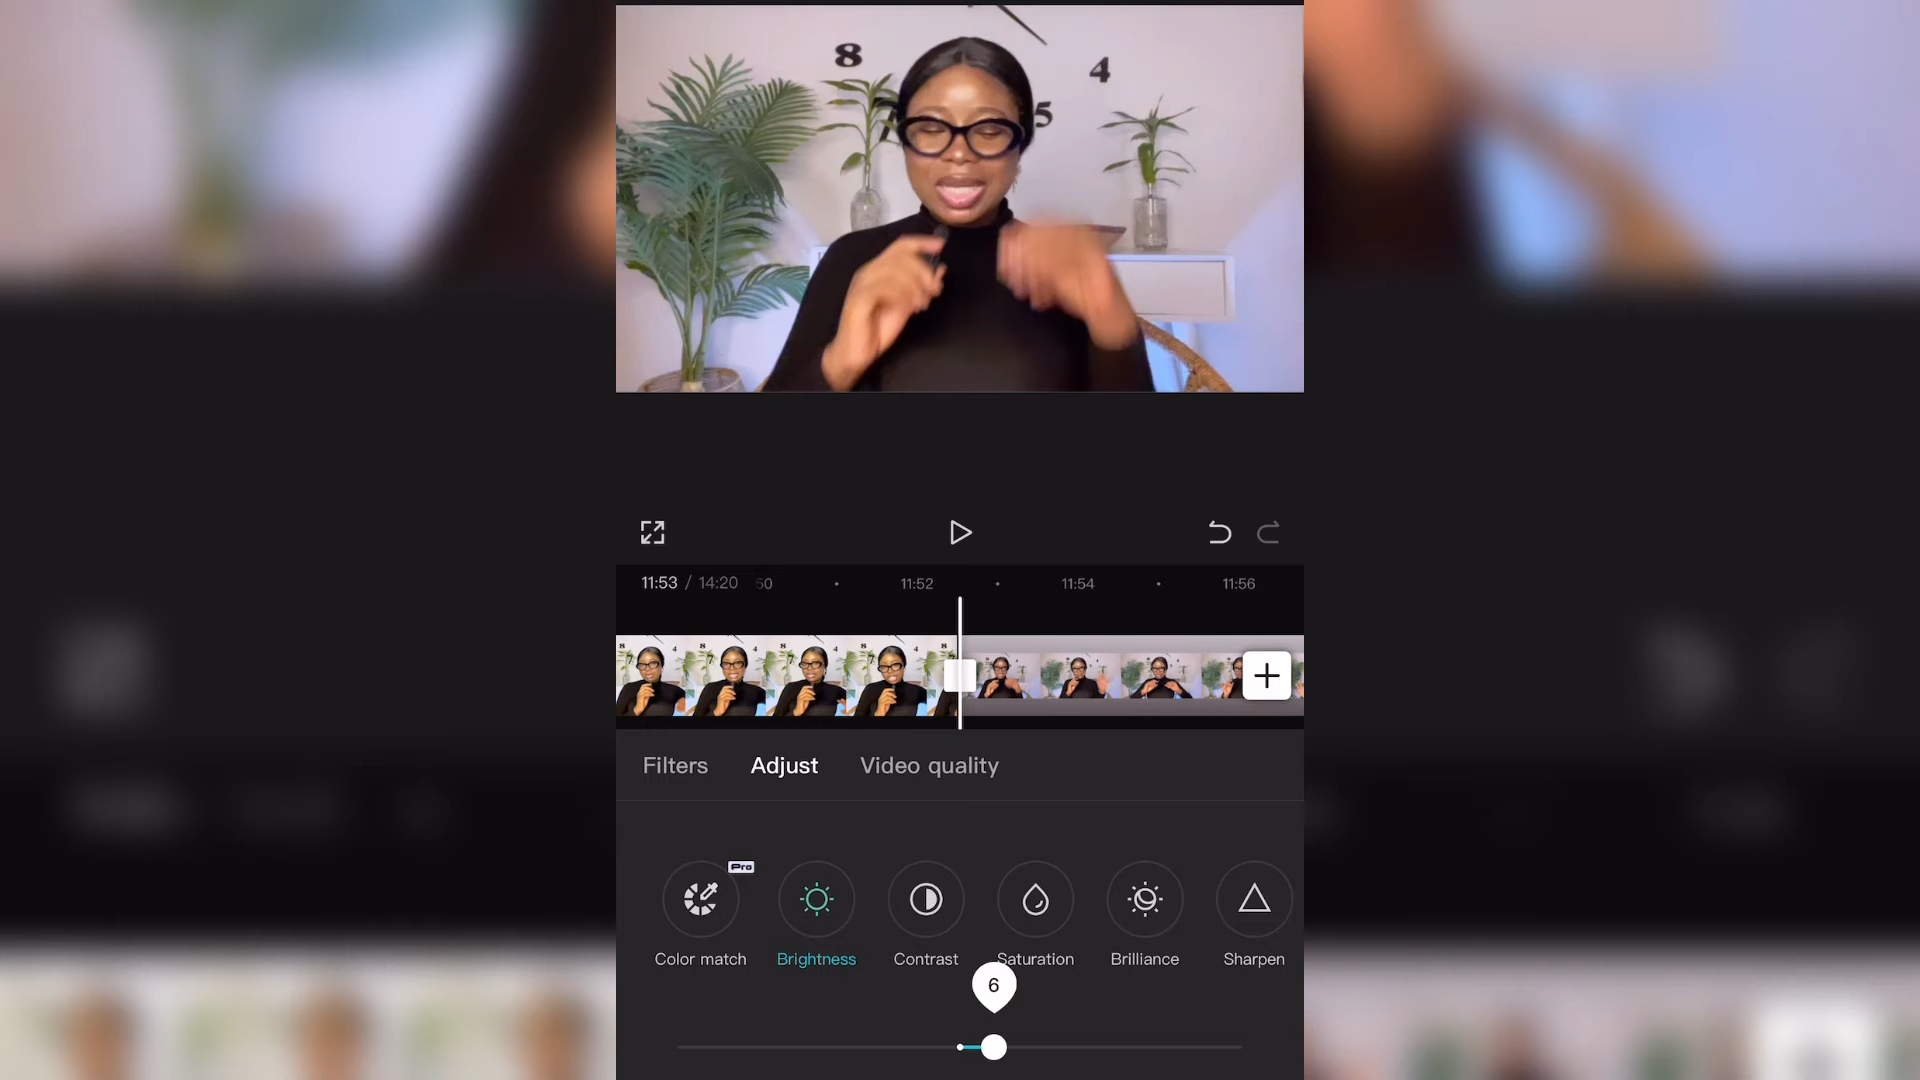 8
4
5
11:53 / 14:20 50 11:52 11:54 11:56
Filters Adjust Video quality
Pro
Color match Brightness Contrast Saturation Brilliance Sharpen
6